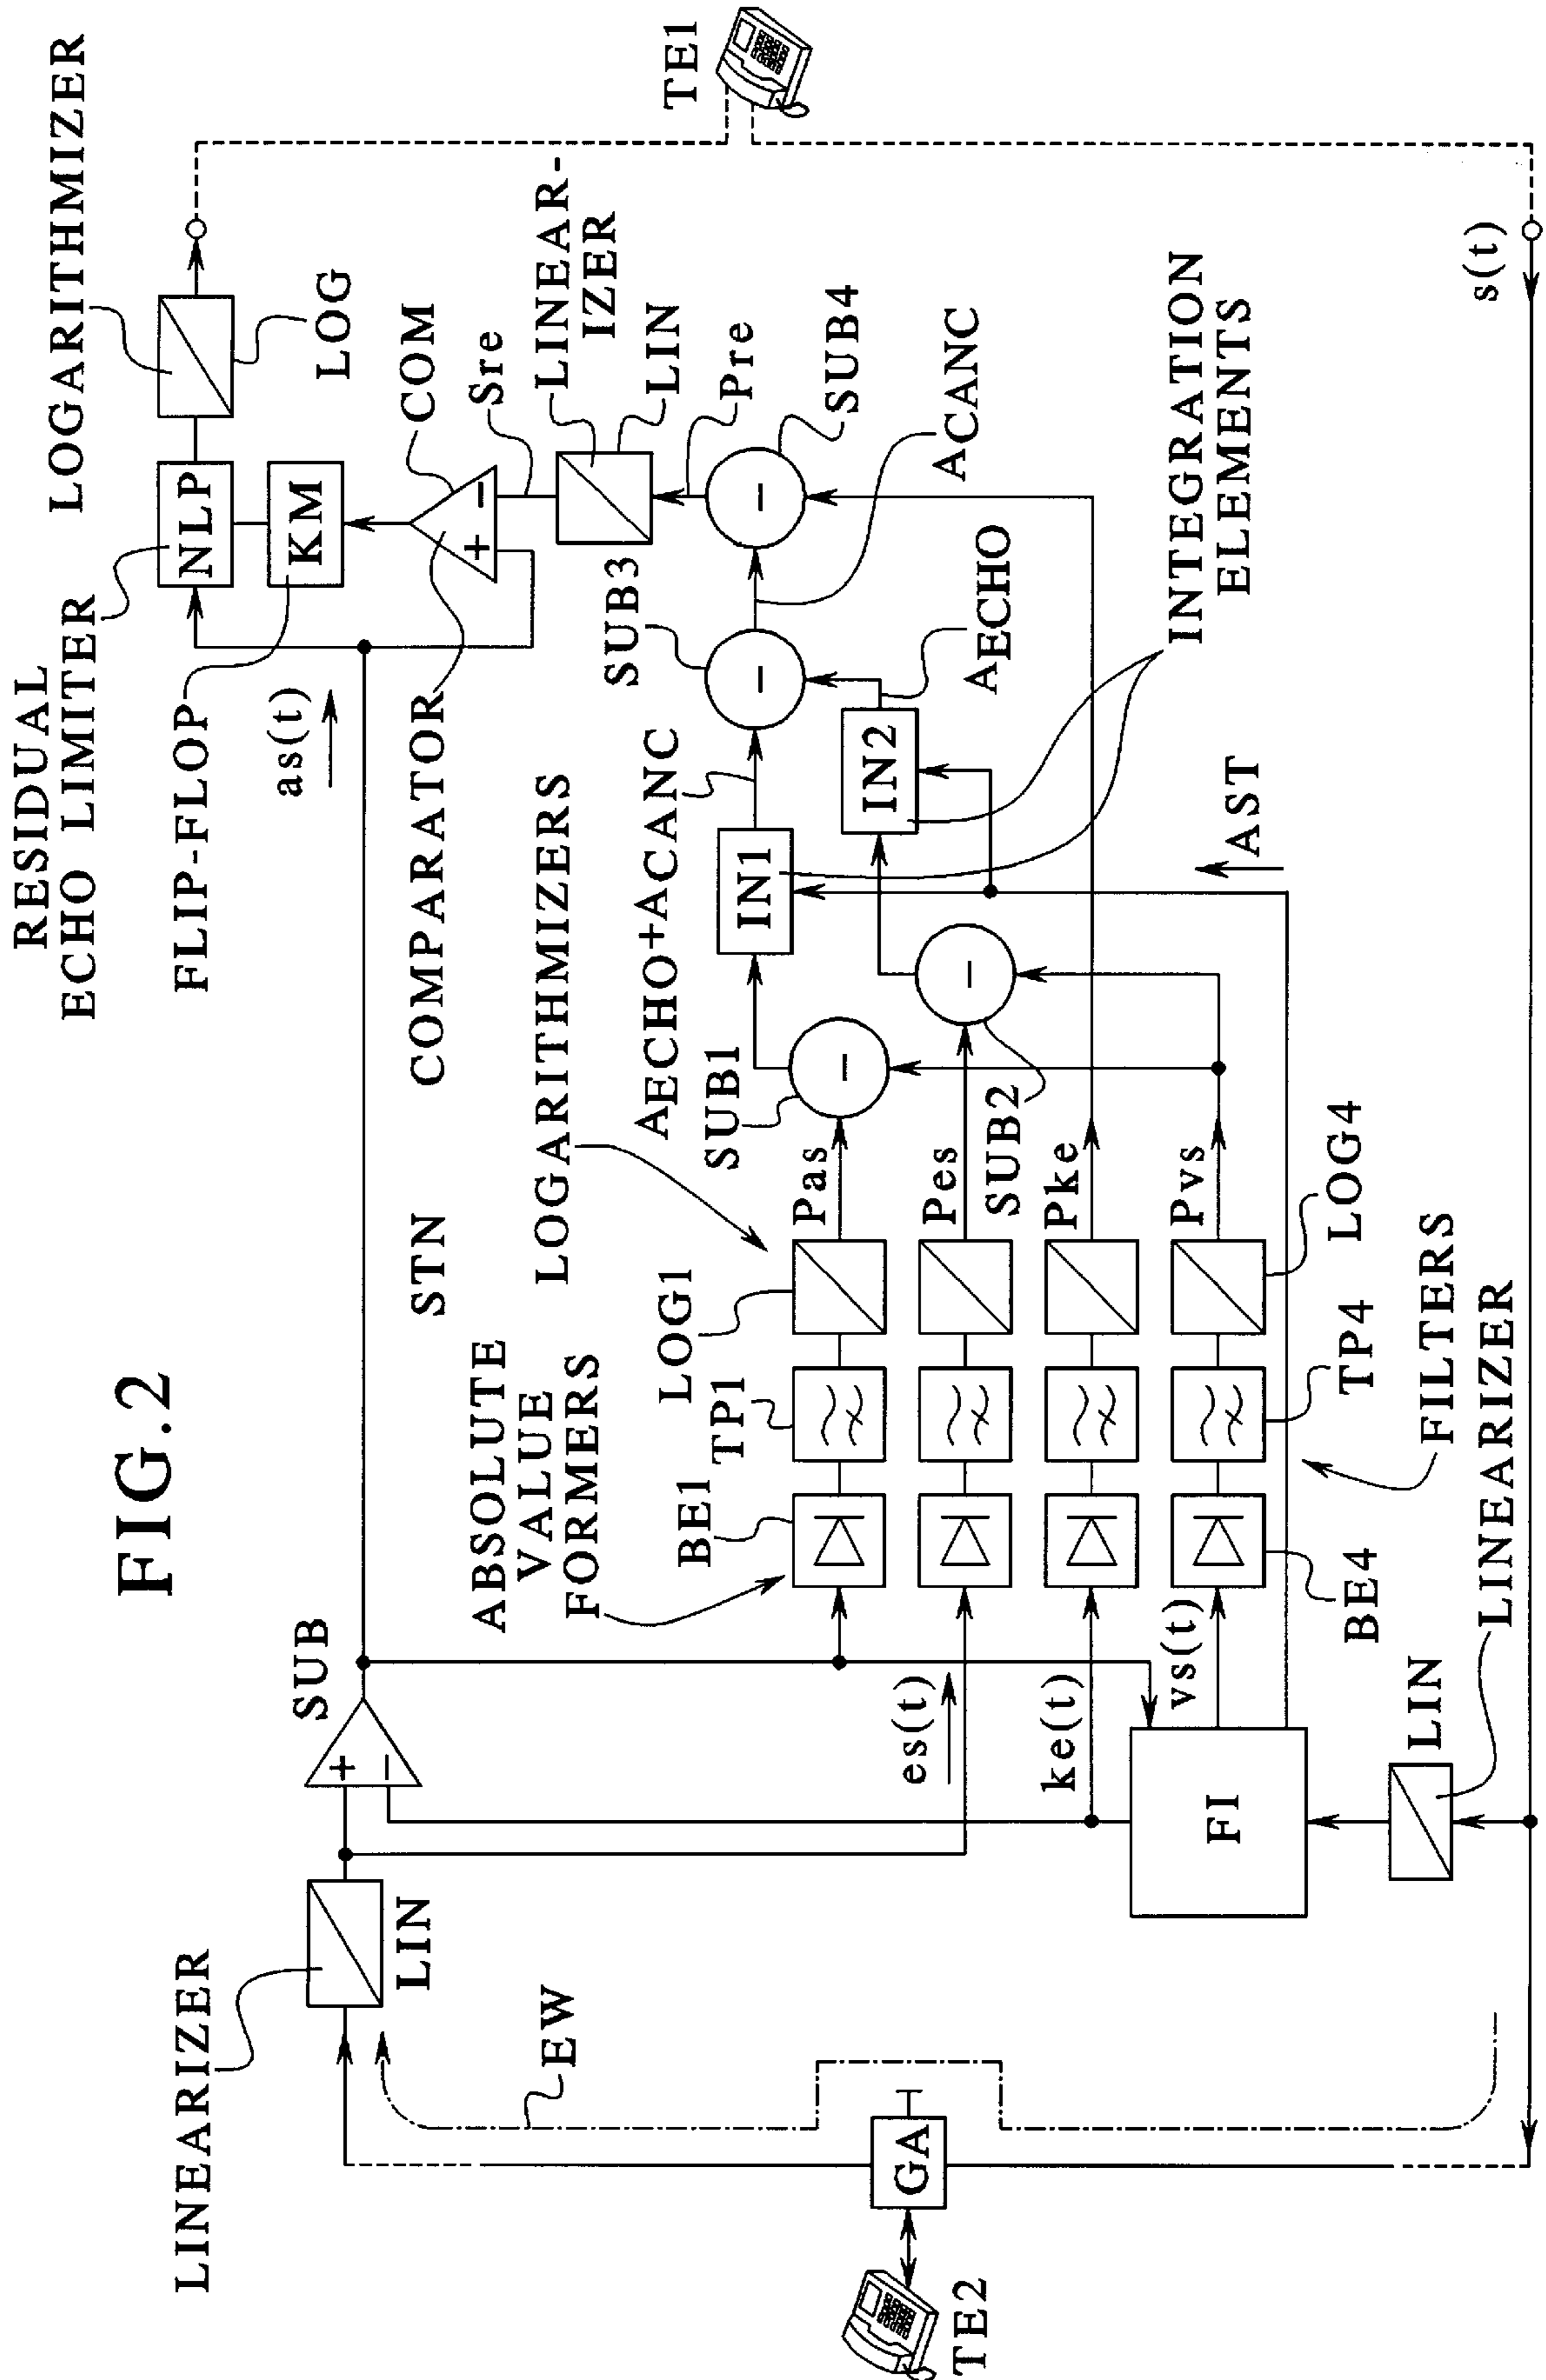 FIG.2
RESIDUAL
ECHO LIMITER
LOGARITHMIZER
FLIP-FLOP
NLP
LOG
as(t)
KM
COM
TE1
LINEARIZER
SUB
STN
COMPARATOR
Sre
LINEAR-
IZER
LIN
LIN
ABSOLUTE
VALUE
FORMERS
LOGARITHMIZERS
AECHO+ACANC
SUB3
Pre
SUB4
EW
BE1
TP1
LOG1
SUB1
IN1
ACANC
Pas
IN2
AECHO
es(t)
Pes
SUB2
GA
ke(t)
Pke
INTEGRATION
ELEMENTS
TE2
vs(t)
Pvs
AST
FI
BE4
TP4
LOG4
FILTERS
LIN
LINEARIZER
s(t)
+
−
+
−
−
−
−
−